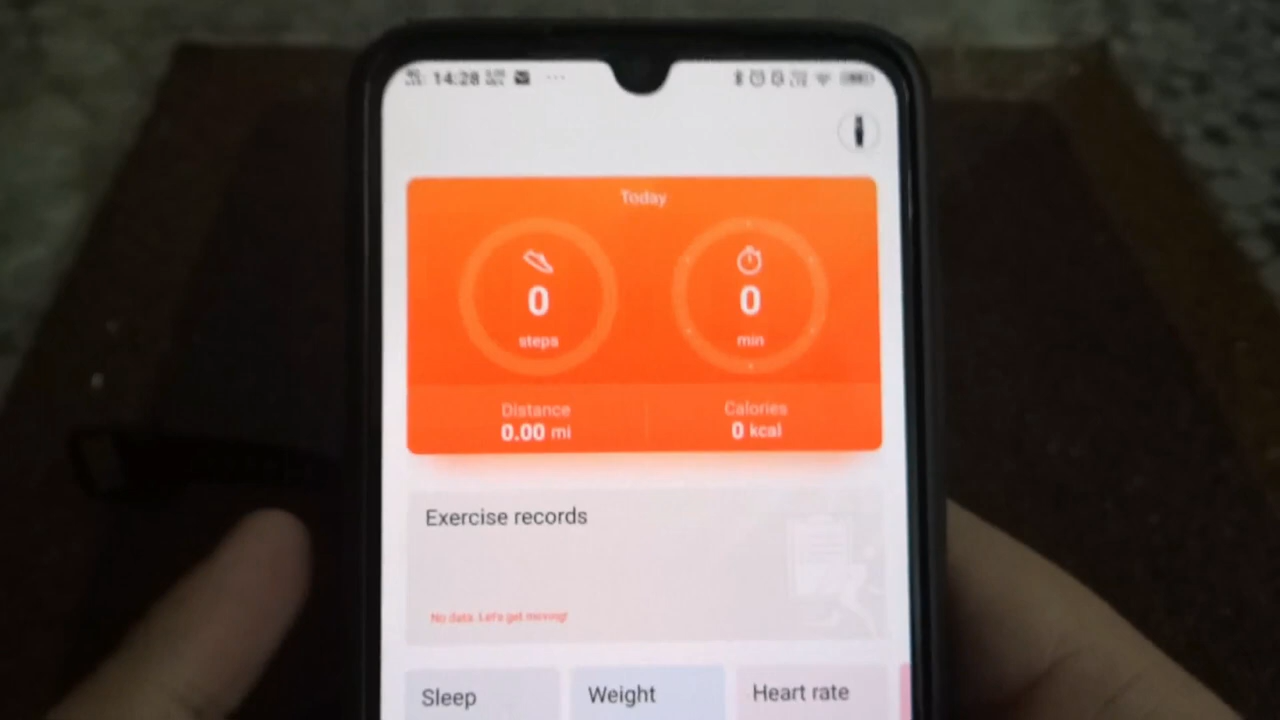 14:28 ...
Today
0 0
steps min
Distance Calories
0.00 mi 0 kcal
Exercise records
No data. Let's get moving!
Sleep Weight Heart rate